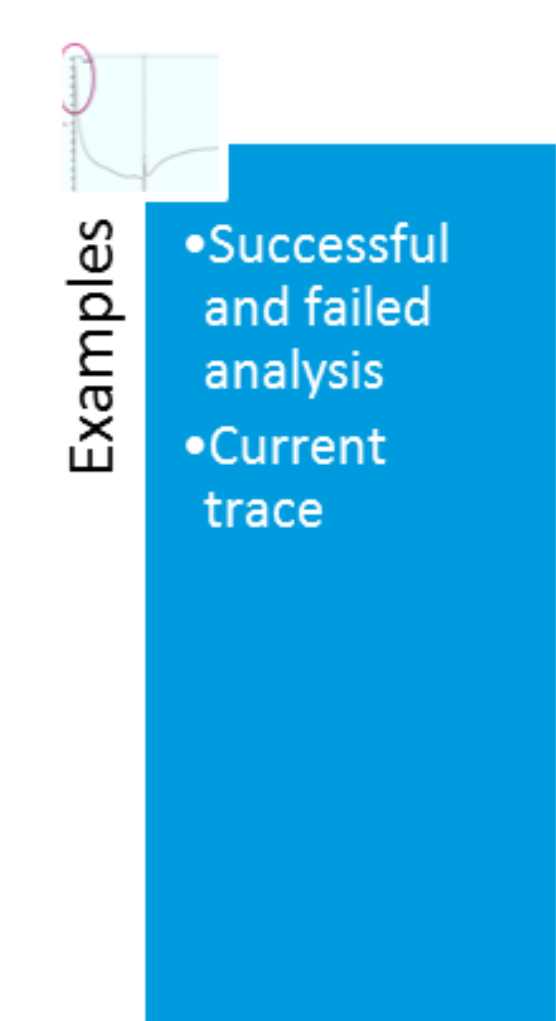 Examples
•Successful
and failed
analysis
•Current
trace